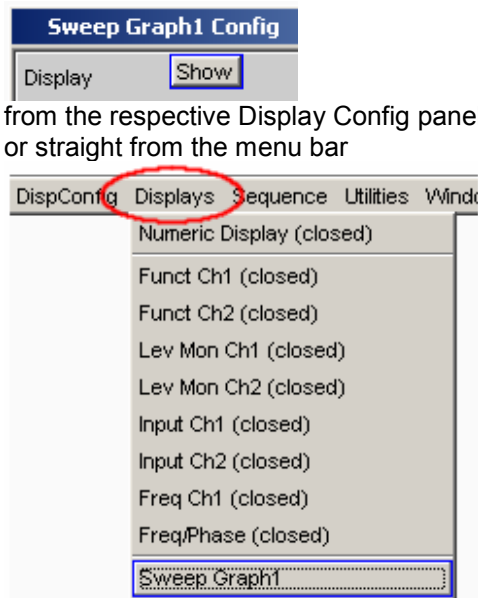 Sweep Graph1 Config
Display Show
from the respective Display Config pane
or straight from the menu bar
DispConfig Displays Sequence Utilities
Numeric Display (closed)
Funct Ch1 (closed)
Funct Ch2 (closed)
Lev Mon Ch1 (closed)
Lev Mon Ch2 (closed)
Input Ch1 (closed)
Input Ch2 (closed)
Freq Ch1 (closed)
Freq/Phase (closed)
Sweep Graph1